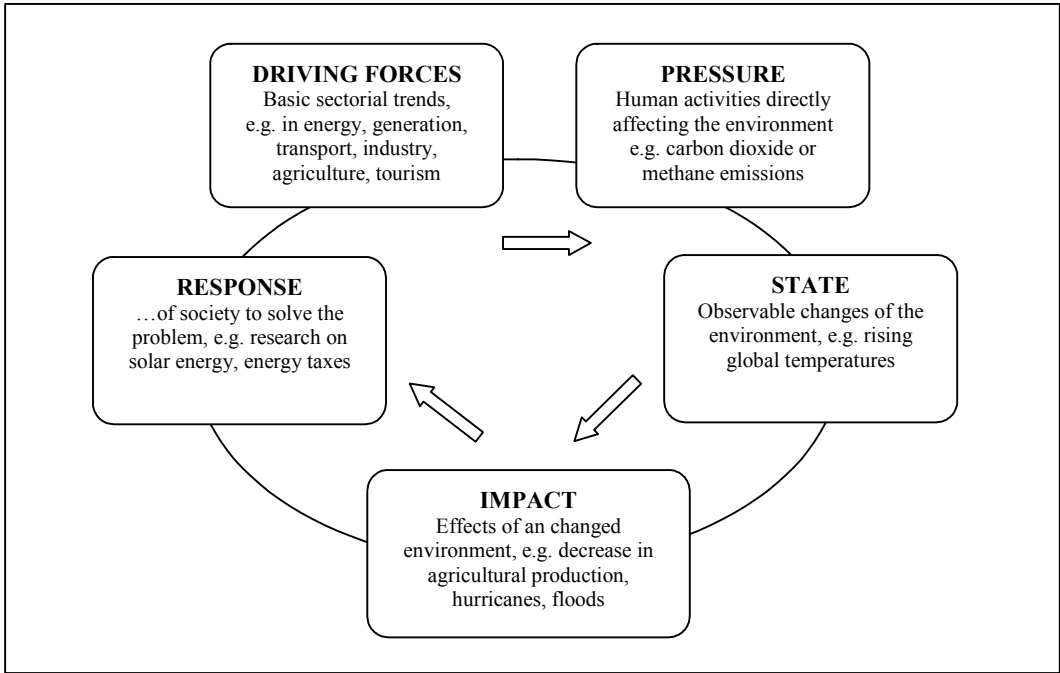 DRIVING FORCES
Basic sectorial trends,
e.g. in energy, generation,
transport, industry,
agriculture, tourism
PRESSURE
Human activities directly
affecting the environment
e.g. carbon dioxide or
methane emissions
RESPONSE
…of society to solve the
problem, e.g. research on
solar energy, energy taxes
STATE
Observable changes of the
environment, e.g. rising
global temperatures
IMPACT
Effects of an changed
environment, e.g. decrease in
agricultural production,
hurricanes, floods